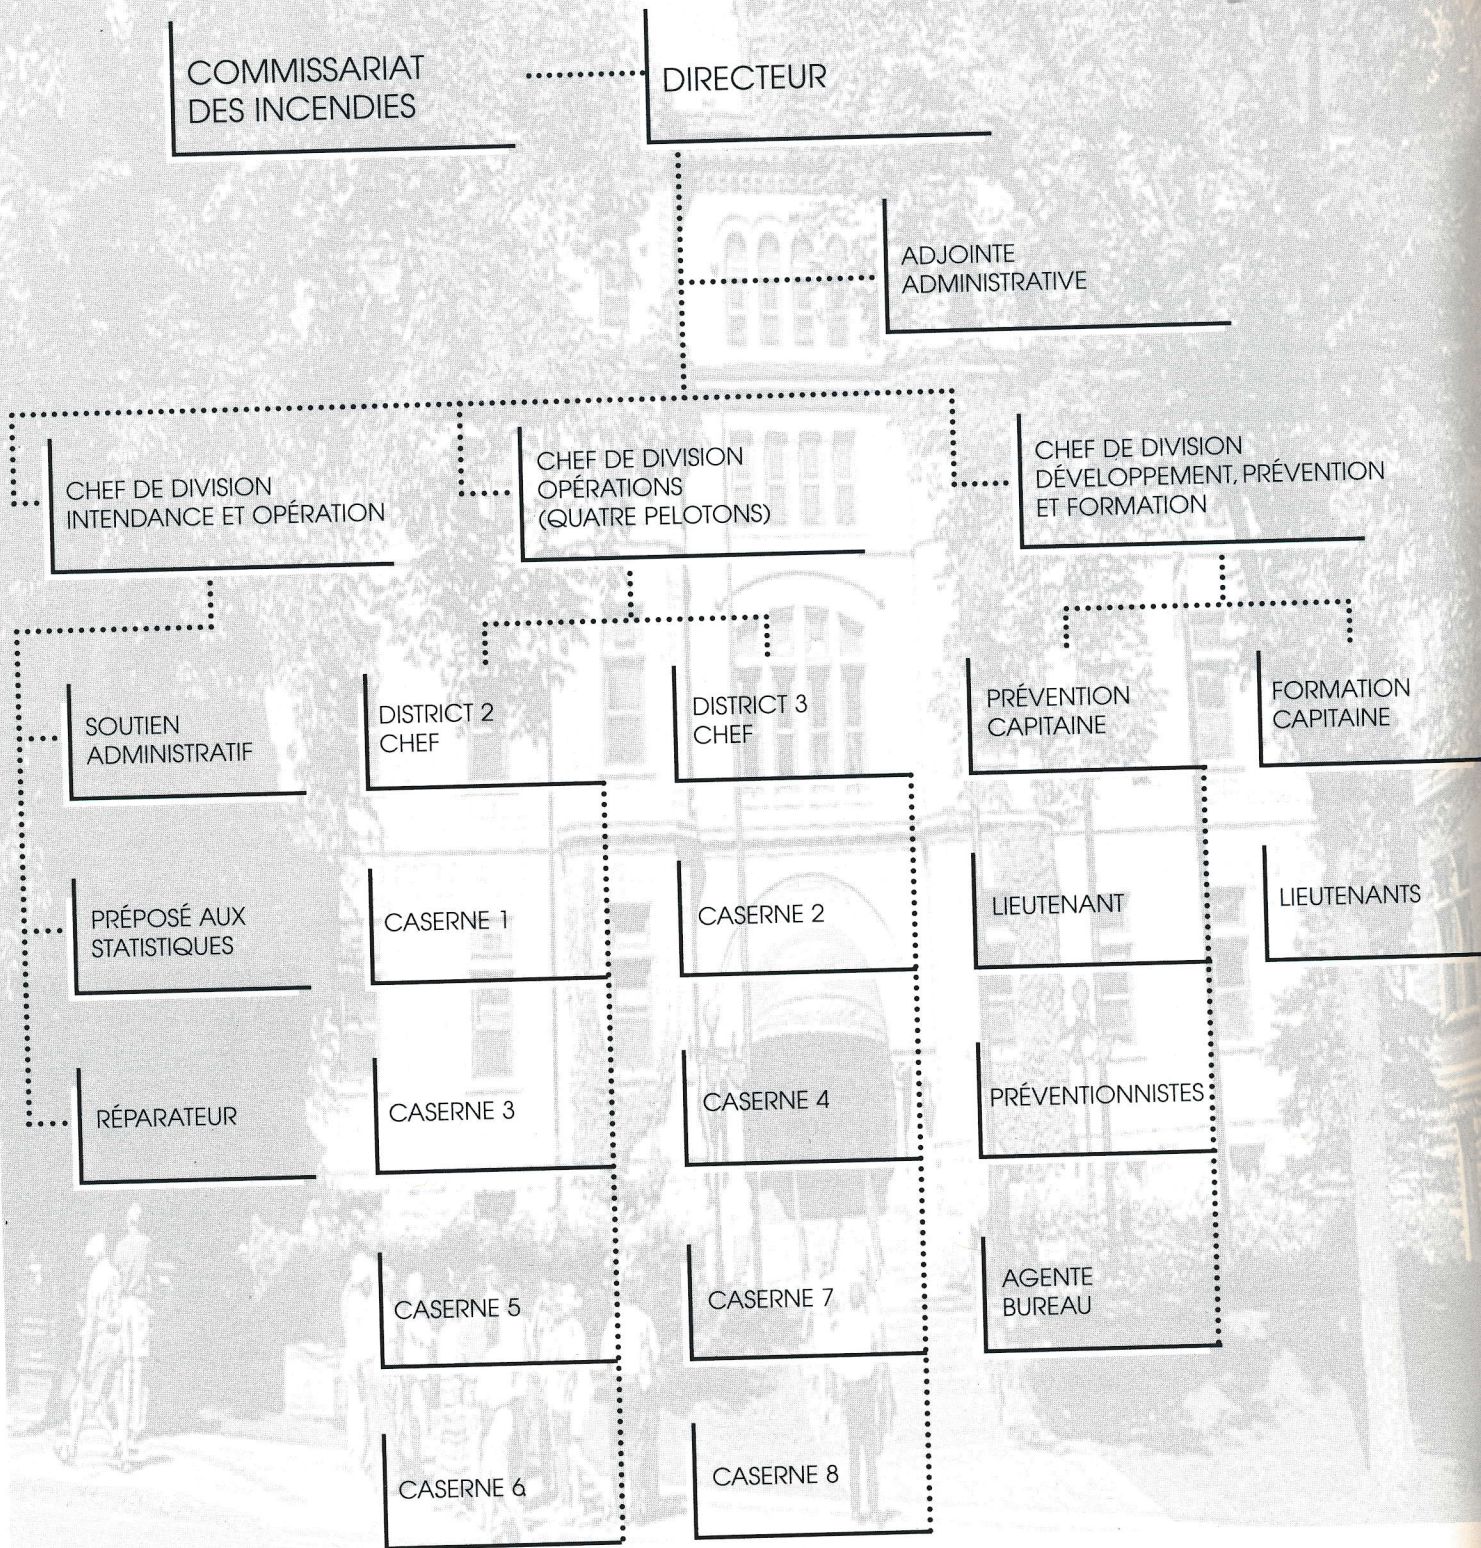 COMMISSARIAT
DES INCENDIES
DIRECTEUR
ADJOINTE
ADMINISTRATIVE
CHEF DE DIVISION
INTENDANCE ET OPÉRATION
CHEF DE DIVISION
OPÉRATIONS
(QUATRE PELOTONS)
CHEF DE DIVISION
DÉVELOPPEMENT, PRÉVENTION
ET FORMATION
SOUTIEN
ADMINISTRATIF
PRÉPOSÉ AUX
STATISTIQUES
RÉPARATEUR
DISTRICT 2
CHEF
CASERNE 1
CASERNE 3
CASERNE 5
CASERNE 6
DISTRICT 3
CHEF
CASERNE 2
CASERNE 4
CASERNE 7
CASERNE 8
PRÉVENTION
CAPITAINE
LIEUTENANT
PRÉVENTIONNISTES
AGENTE
BUREAU
FORMATION
CAPITAINE
LIEUTENANTS